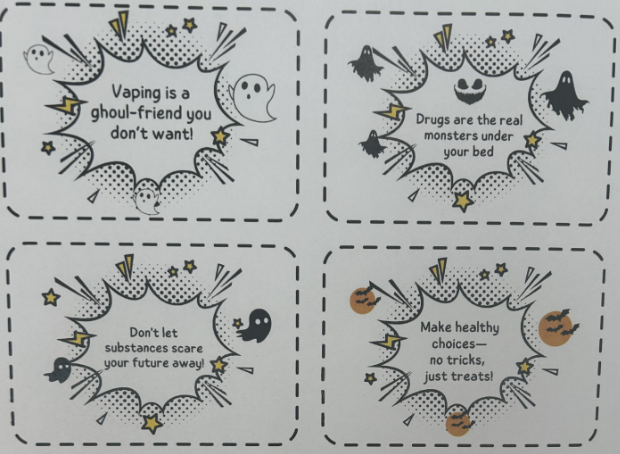 Vaping is a
ghoul-friend you
don't want!
Drugs are the real
monsters under
your bed
Don't let
substances scare
your future away!
Make healthy
choices—
no tricks,
just treats!